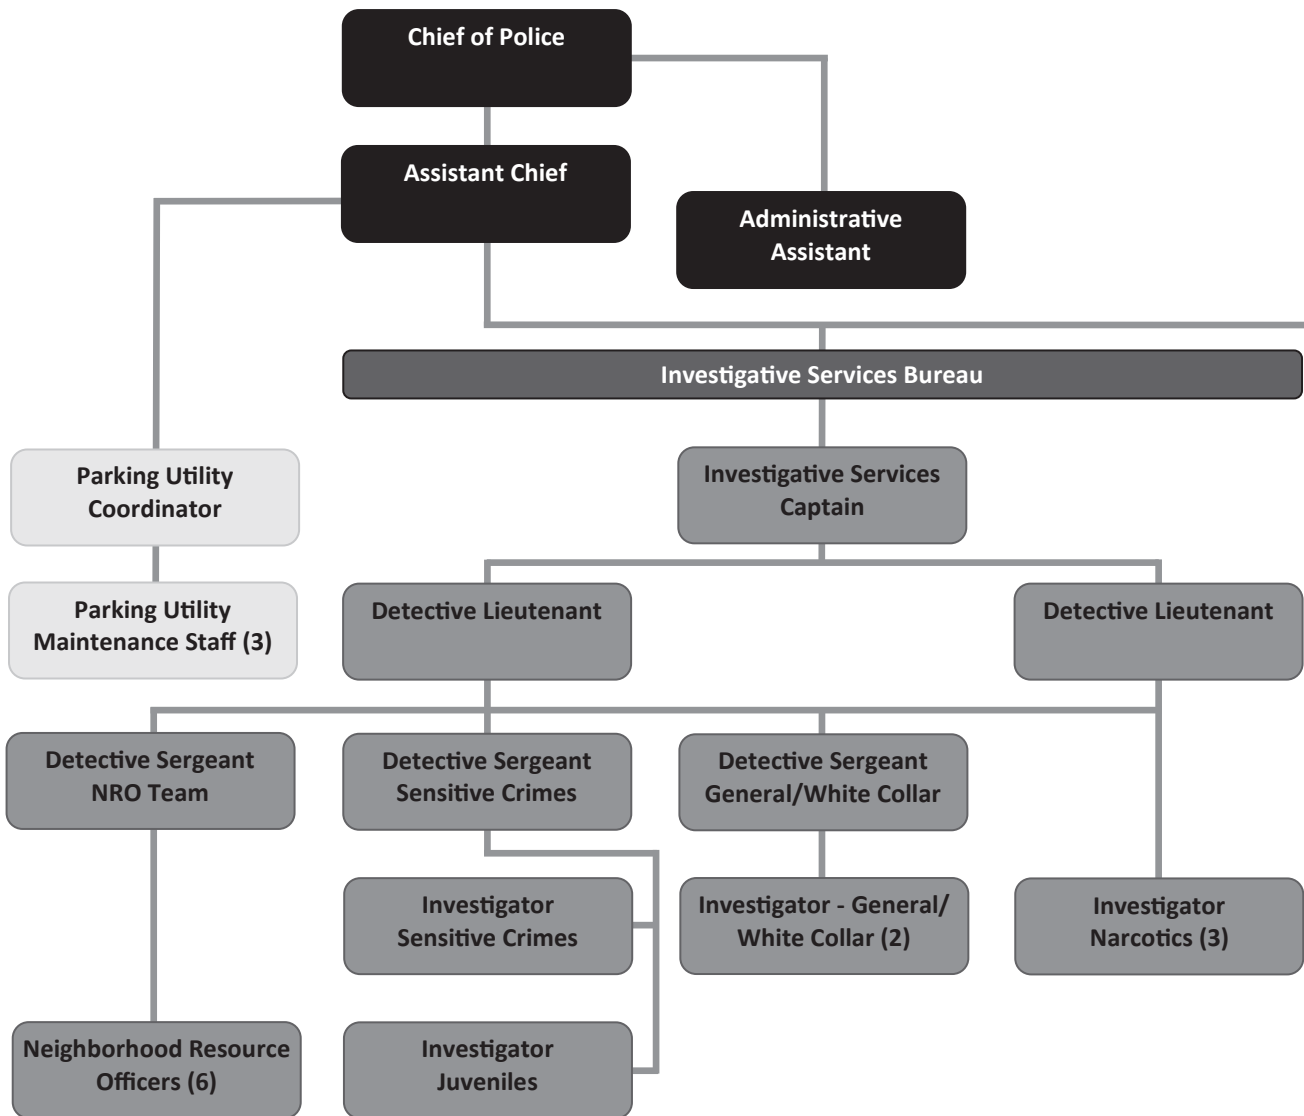 Chief of Police
Assistant Chief
Administrative
Assistant
Investigative Services Bureau
Parking Utility
Coordinator
Investigative Services
Captain
Parking Utility
Maintenance Staff (3)
Detective Lieutenant
Detective Lieutenant
Detective Sergeant
NRO Team
Detective Sergeant
Sensitive Crimes
Detective Sergeant
General/White Collar
Investigator
Sensitive Crimes
Investigator - General/
White Collar (2)
Investigator
Narcotics (3)
Neighborhood Resource
Officers (6)
Investigator
Juveniles